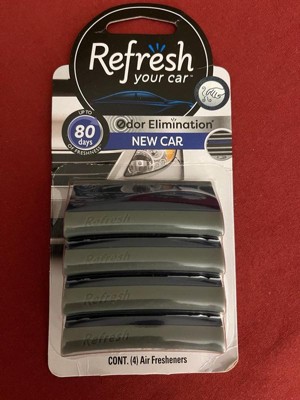 Refresh
your car™
UP TO
80
days
OF FRESHNESS
Odor Elimination
NEW CAR
Refresh
Refresh
Refresh
Refresh
CONT. (4) Air Fresheners